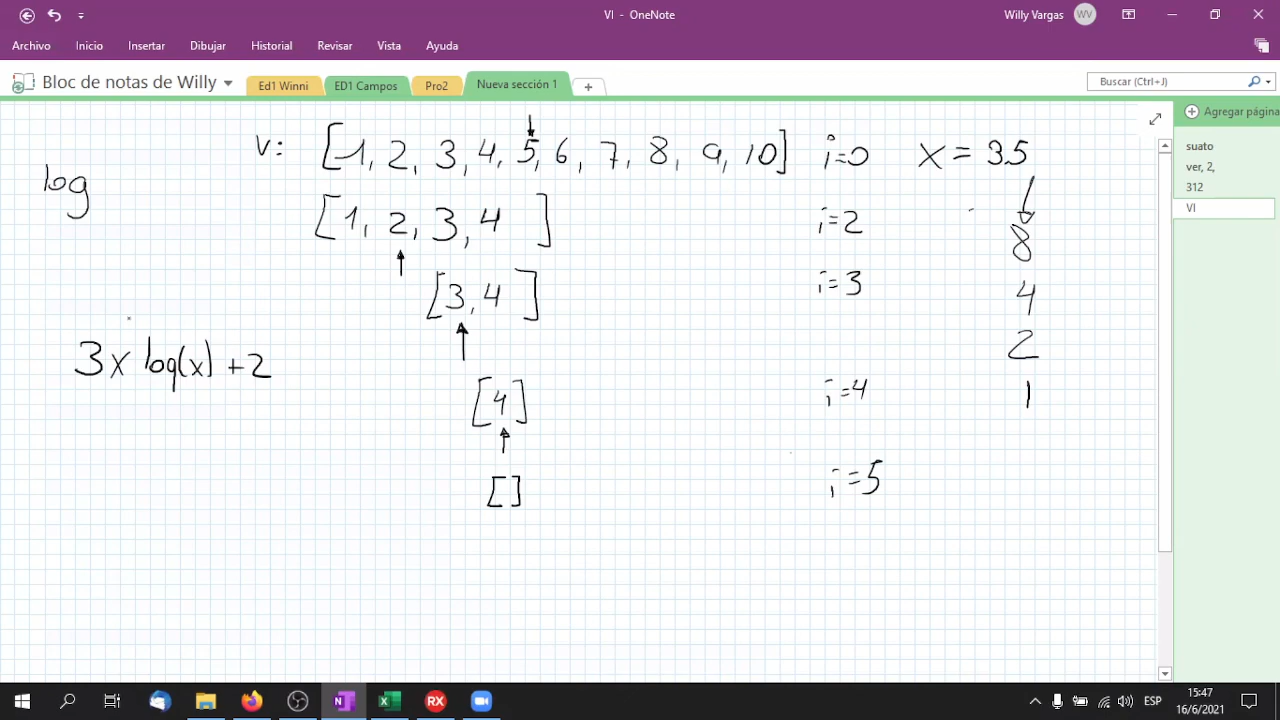 VI - OneNote
Willy Vargas WV
Archivo Inicio Insertar Dibujar Historial Revisar Vista Ayuda
Bloc de notas de Willy Ed1 Winni ED1 Campos Pro2 Nueva sección 1 +
Buscar (Ctrl+J)
Agregar página
suato
ver, 2,
312
VI
V: [1, 2, 3, 4, 5, 6, 7, 8, 9, 10] i=0 x = 3.5
log
[1, 2, 3, 4 ] i=2 8
[3, 4 ] i=3 4
2
3x log(x) + 2
[4] i=4 1
[] i=5
N X RX
ESP
15:47
16/6/2021